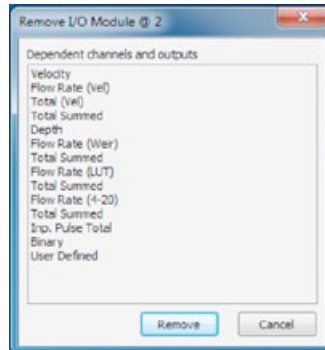 Remove I/O Module @ 2
Dependent channels and outputs
Velocity
Flow Rate (Vel)
Total (Vel)
Total Summed
Depth
Flow Rate (Weir)
Total Summed
Flow Rate (LUT)
Total Summed
Flow Rate (4-20)
Total Summed
Inp. Pulse Total
Binary
User Defined
Remove
Cancel